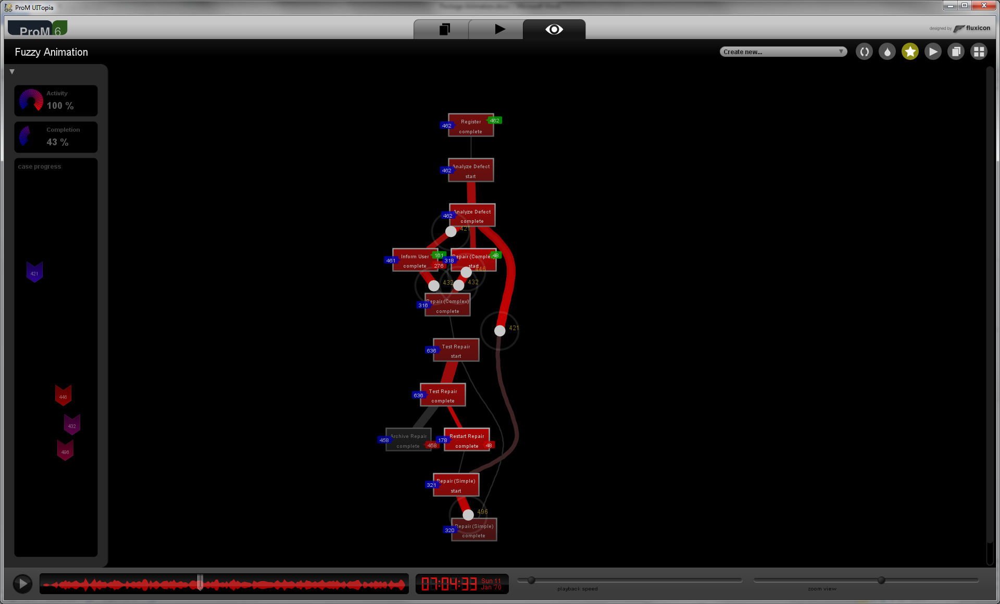 ProM UITopia
ProM 6
designed by fluxicon
Fuzzy Animation
Create new...
Activity
100 %
Completion
43 %
case progress
421
446
432
496
Register
complete
462
462
Analyze Defect
start
462
Analyze Defect
complete
462
421
Inform User
complete
461
161
276
Repair (Comple
start
318
48
446
432
432
Repair (Complex)
complete
316
421
Test Repair
start
636
Test Repair
complete
636
Archive Repair
complete
458
458
Restart Repair
complete
178
48
Repair (Simple)
start
321
496
Repair (Simple)
complete
320
07:04:33
Sun 11
Jan '70
playback speed
zoom view